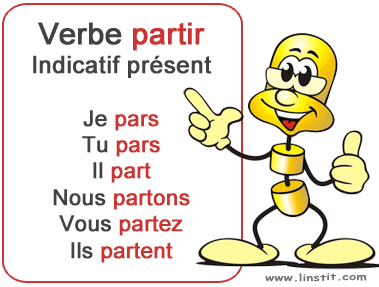 Verbe partir
Indicatif présent
Je pars
Tu pars
Il part
Nous partons
Vous partez
Ils partent
www.linstit.com